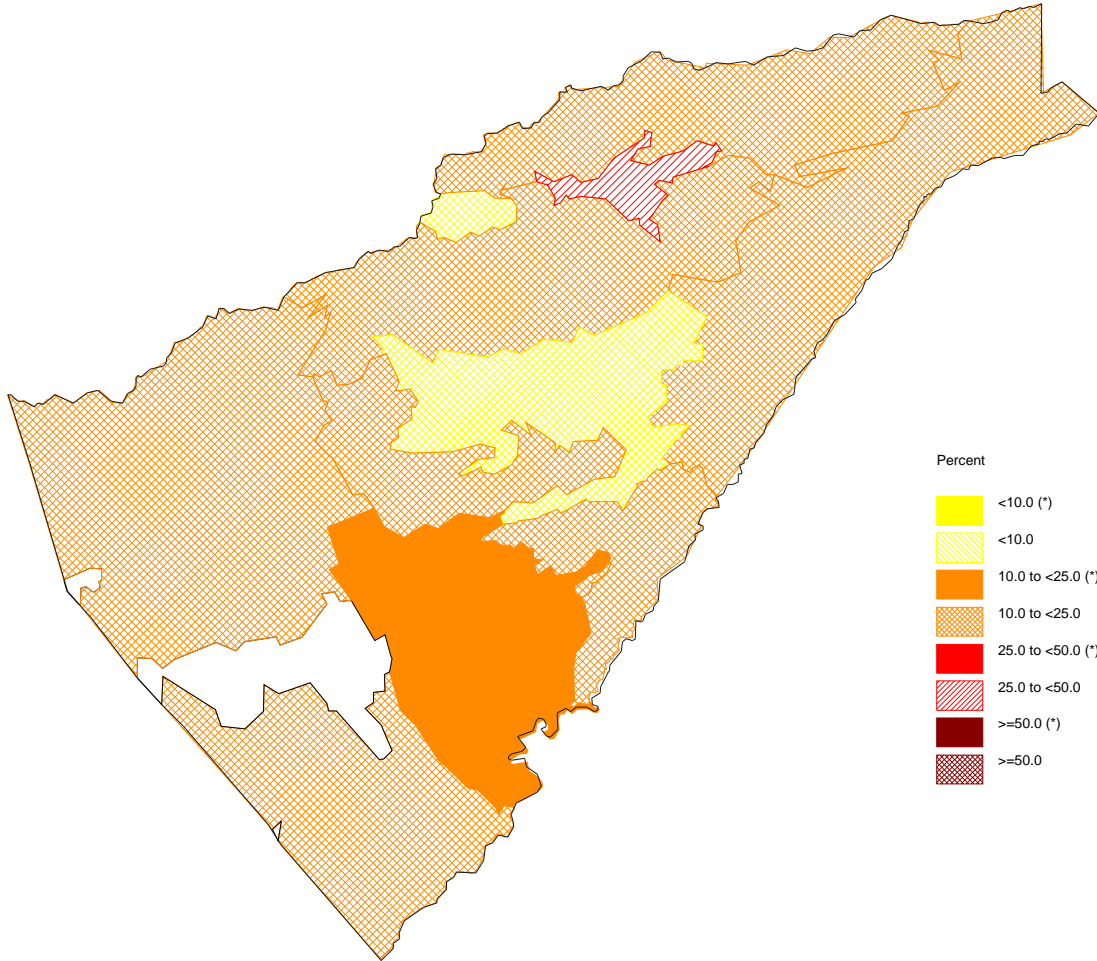 Percent
<10.0 (*)
<10.0
10.0 to <25.0 (*)
10.0 to <25.0
25.0 to <50.0 (*)
25.0 to <50.0
>=50.0 (*)
>=50.0